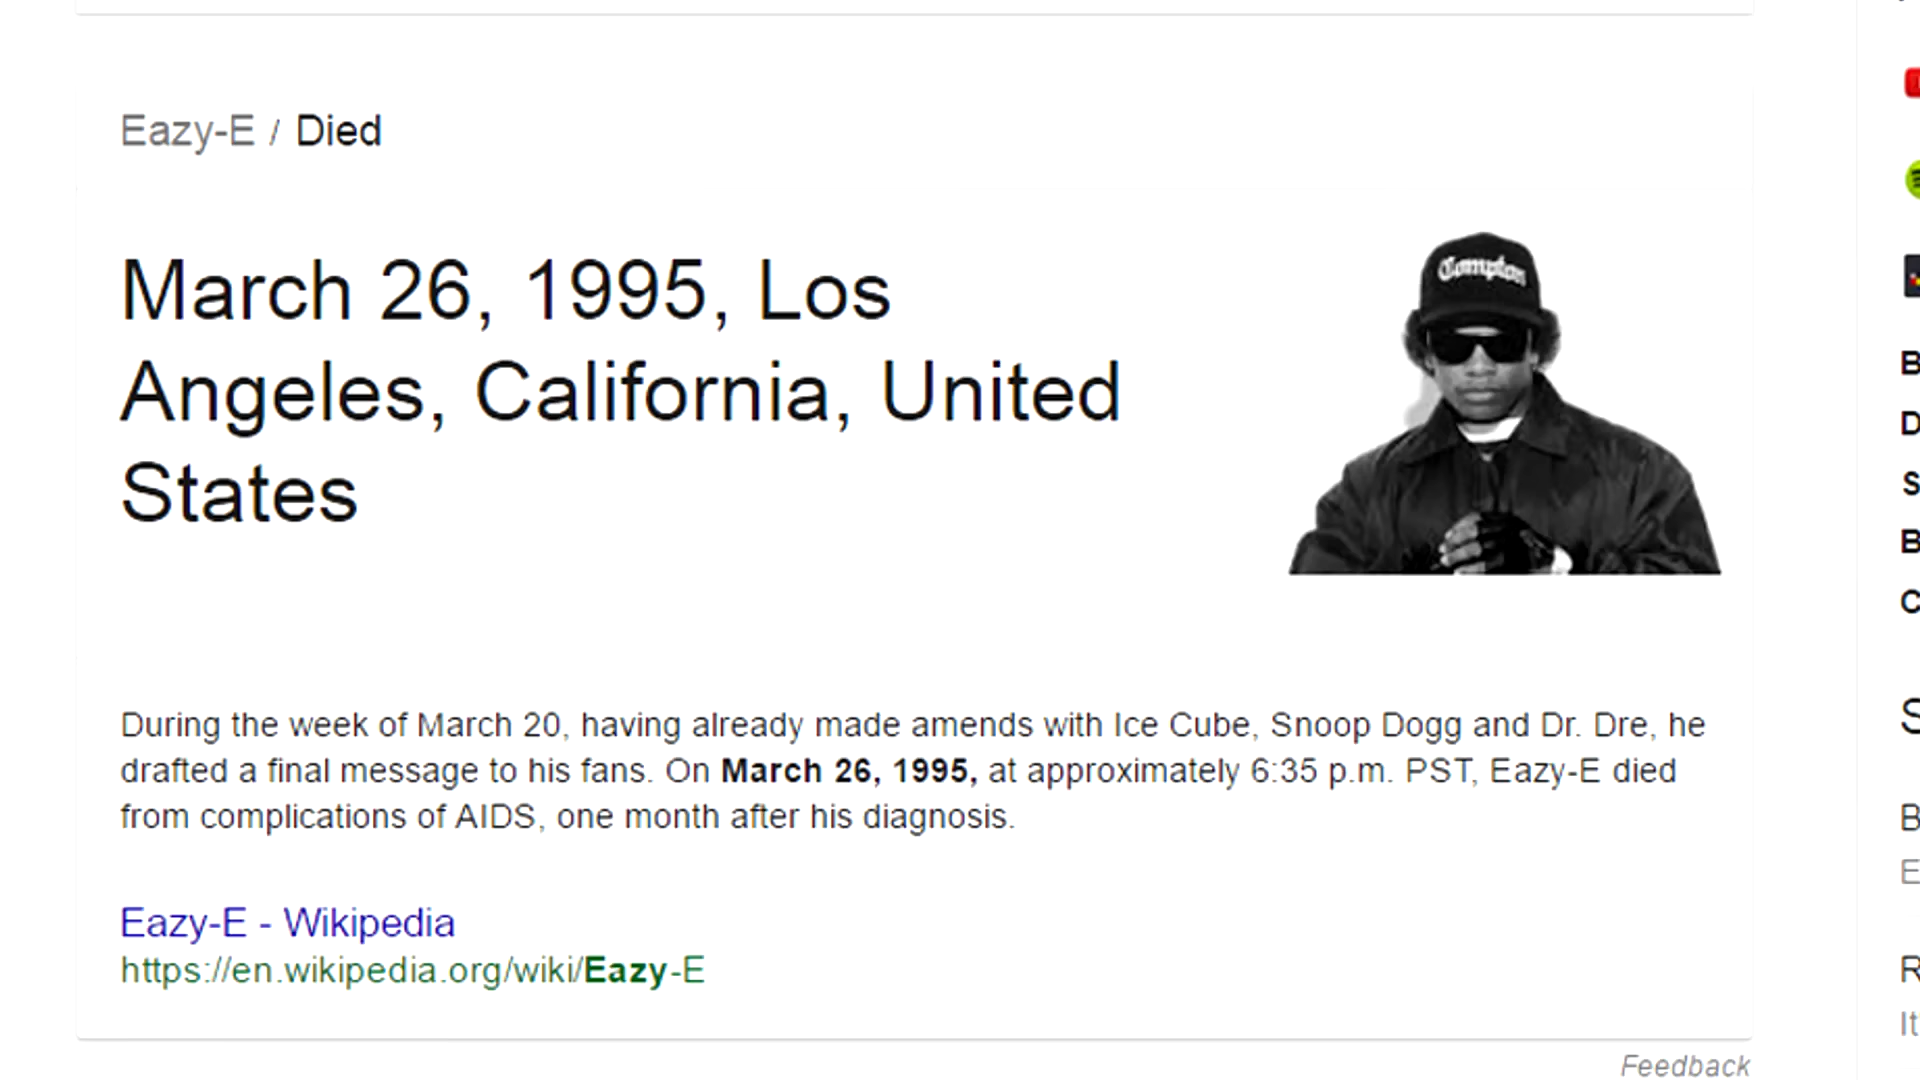 Eazy-E / Died
March 26, 1995, Los
Angeles, California, United
States
Compton
During the week of March 20, having already made amends with Ice Cube, Snoop Dogg and Dr. Dre, he
drafted a final message to his fans. On March 26, 1995, at approximately 6:35 p.m. PST, Eazy-E died
from complications of AIDS, one month after his diagnosis.
Eazy-E - Wikipedia
https://en.wikipedia.org/wiki/Eazy-E
Feedback
B
D
S
B
C
S
B
E
R
It